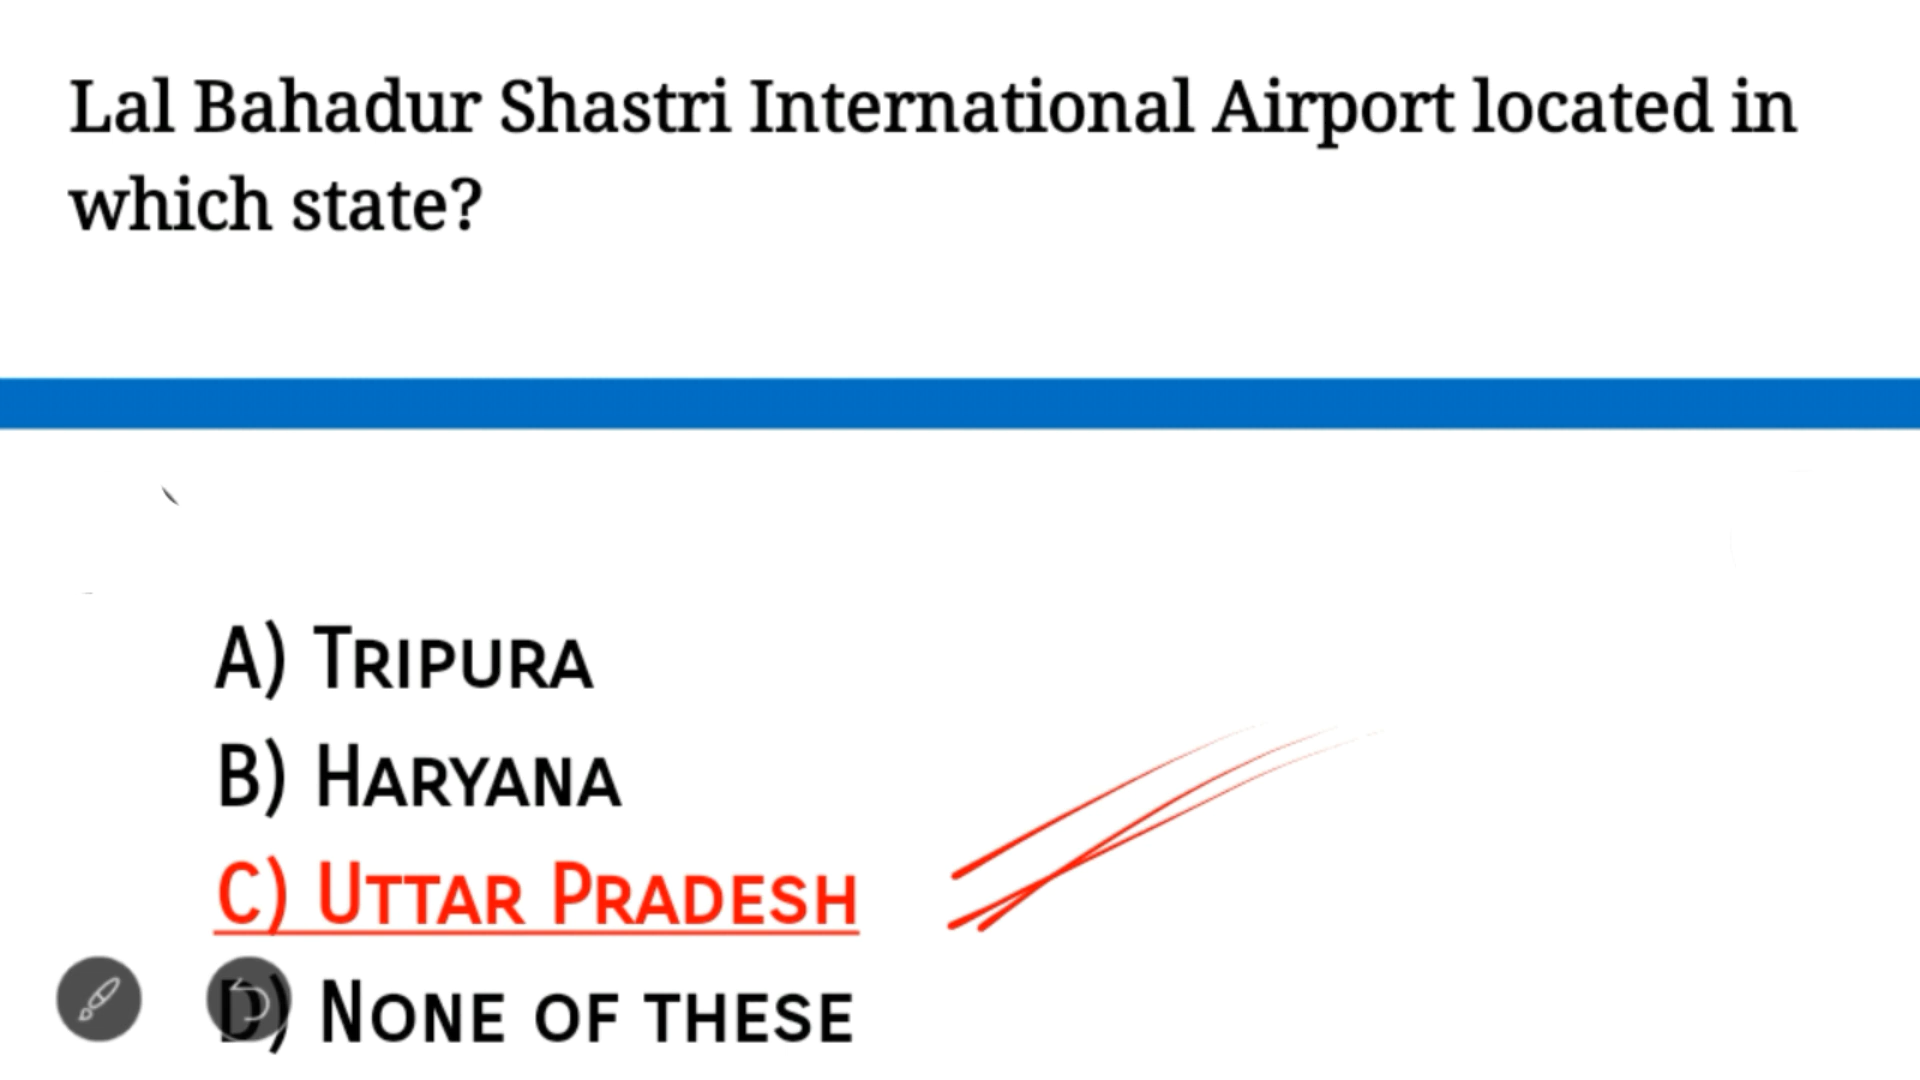 Lal Bahadur Shastri International Airport located in
which state?
A) TRIPURA
B) HARYANA
C) UTTAR PRADESH
D) NONE OF THESE